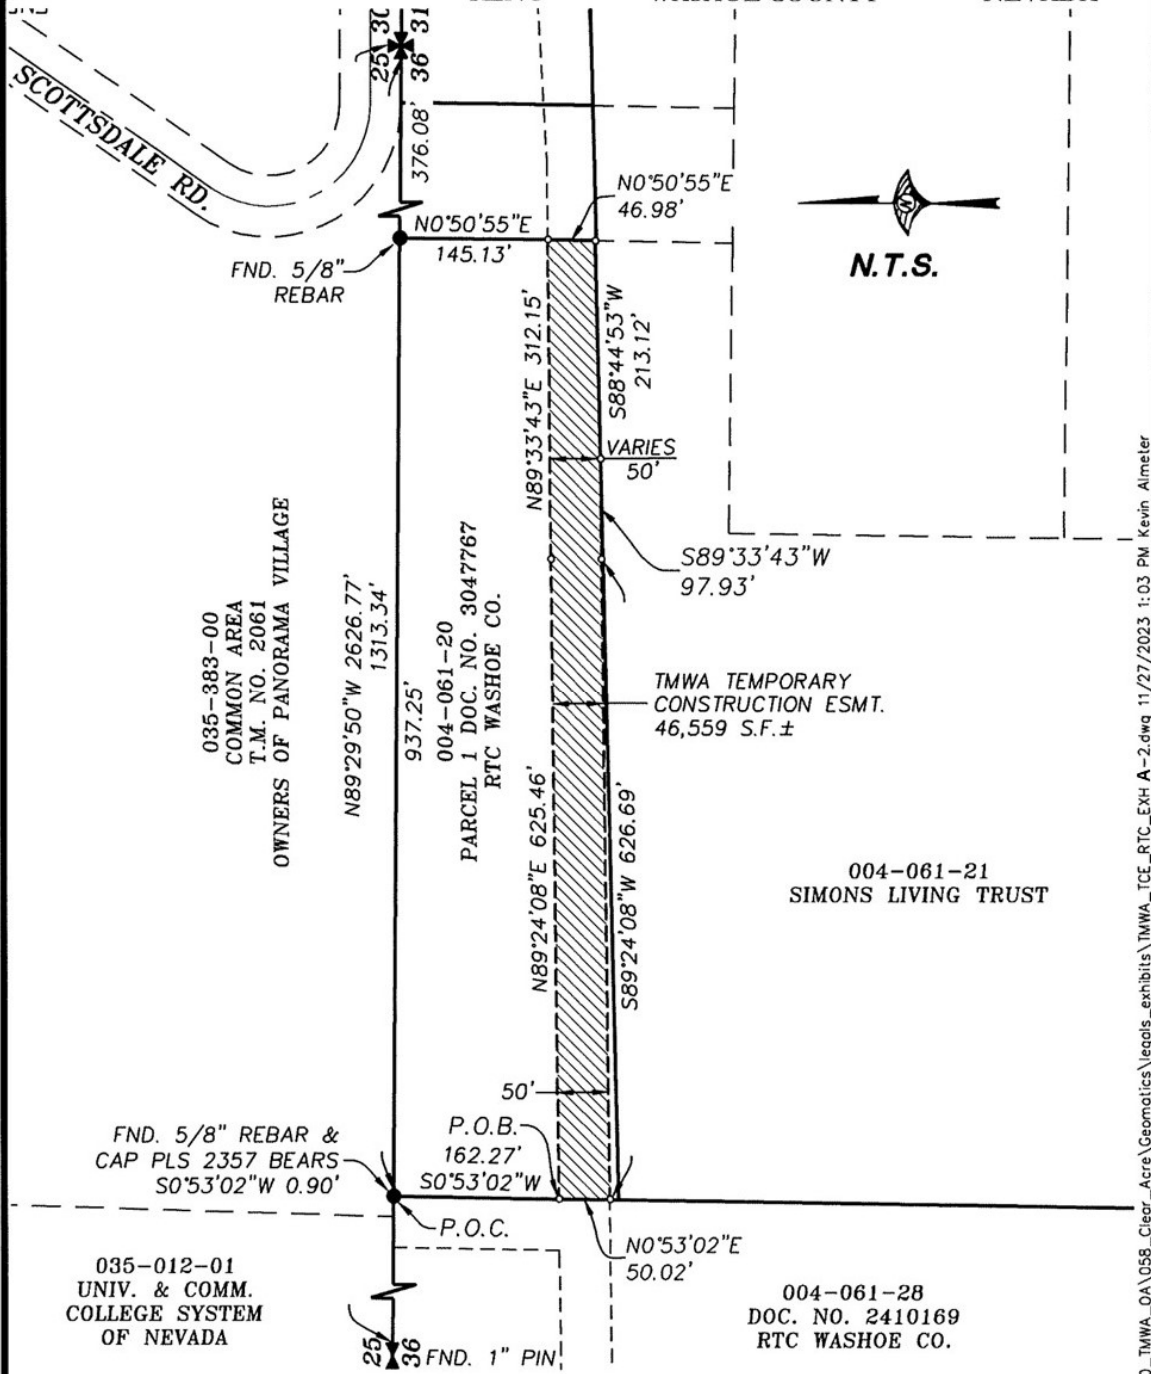 SCOTTSDALE RD.
25
30
36
31
376.08'
N0°50'55"E
46.98'
N.T.S.
N0°50'55"E
145.13'
FND. 5/8"
REBAR
N89°33'43"E 312.15'
S88°44'53"W
213.12'
VARIES
50'
S89°33'43"W
97.93'
035-383-00
COMMON AREA
T.M. NO. 2061
OWNERS OF PANORAMA VILLAGE
N89°29'50"W 2626.77'
1313.34'
937.25'
004-061-20
PARCEL 1 DOC. NO. 3047767
RTC WASHOE CO.
TMWA TEMPORARY
CONSTRUCTION ESMT.
46,559 S.F.±
N89°24'08"E 625.46'
S89°24'08"W 626.69'
004-061-21
SIMONS LIVING TRUST
50'
P.O.B.
162.27'
S0°53'02"W
FND. 5/8" REBAR &
CAP PLS 2357 BEARS
S0°53'02"W 0.90'
P.O.C.
N0°53'02"E
50.02'
035-012-01
UNIV. & COMM.
COLLEGE SYSTEM
OF NEVADA
004-061-28
DOC. NO. 2410169
RTC WASHOE CO.
25
36
FND. 1" PIN
_TMWA_OA\058_Clear_Acre\Geomatics\legals_exhibits\TMWA_TCE_RTC_EXH A-2.dwg 11/27/2023 1:03 PM Kevin Almeter